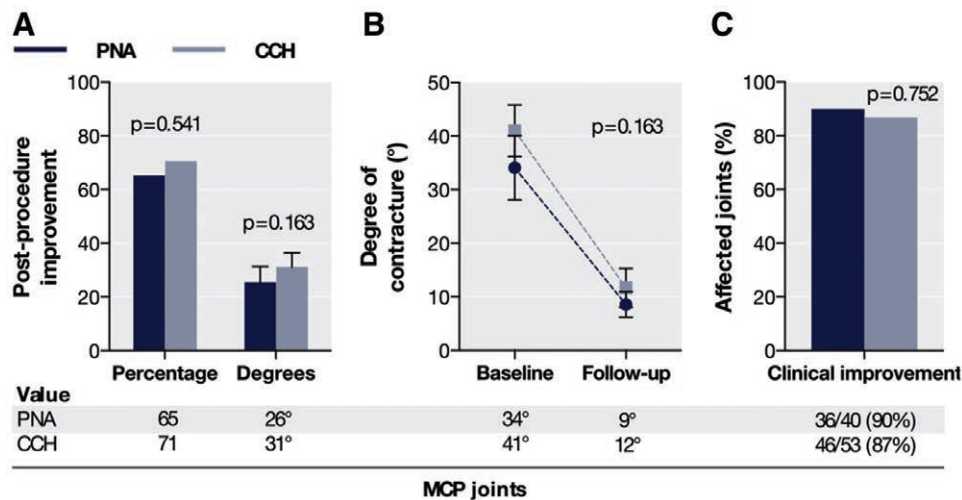 A
B
C
PNA CCH
Post-procedure
improvement
100
80
60
40
20
0
p=0.541
p=0.163
Percentage Degrees
Degree of
contracture (°)
50
40
30
20
10
0
p=0.163
Baseline Follow-up
Affected joints (%)
100
80
60
40
20
0
p=0.752
Clinical improvement
Value
PNA 65 26° 34° 9° 36/40 (90%)
CCH 71 31° 41° 12° 46/53 (87%)
MCP joints